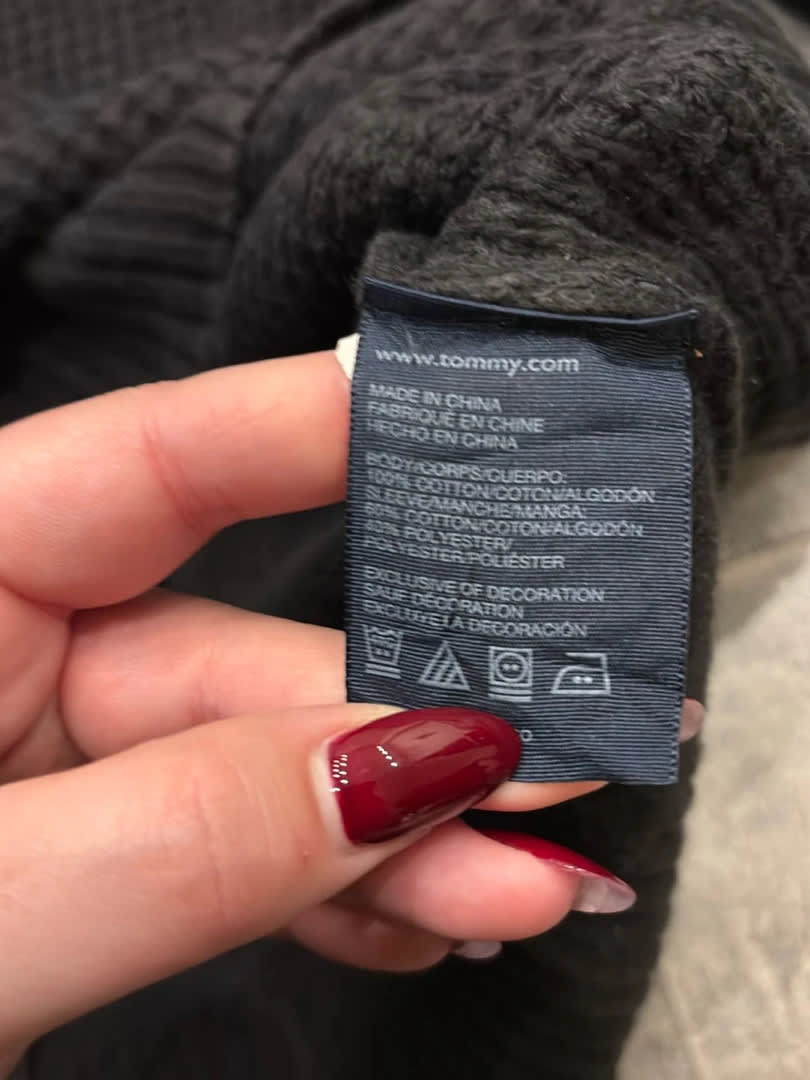 www.tommy.com
MADE IN CHINA
FABRIQUÉ EN CHINE
HECHO EN CHINA
BODY/CORPS/CUERPO:
100% COTTON/COTON/ALGODÓN
SLEEVE/MANCHE/MANGA:
60% COTTON/COTON/ALGODÓN
40% POLYESTER/
POLYESTER/POLIÉSTER
EXCLUSIVE OF DECORATION
SAUF DÉCORATION
EXCLUYE LA DECORACIÓN